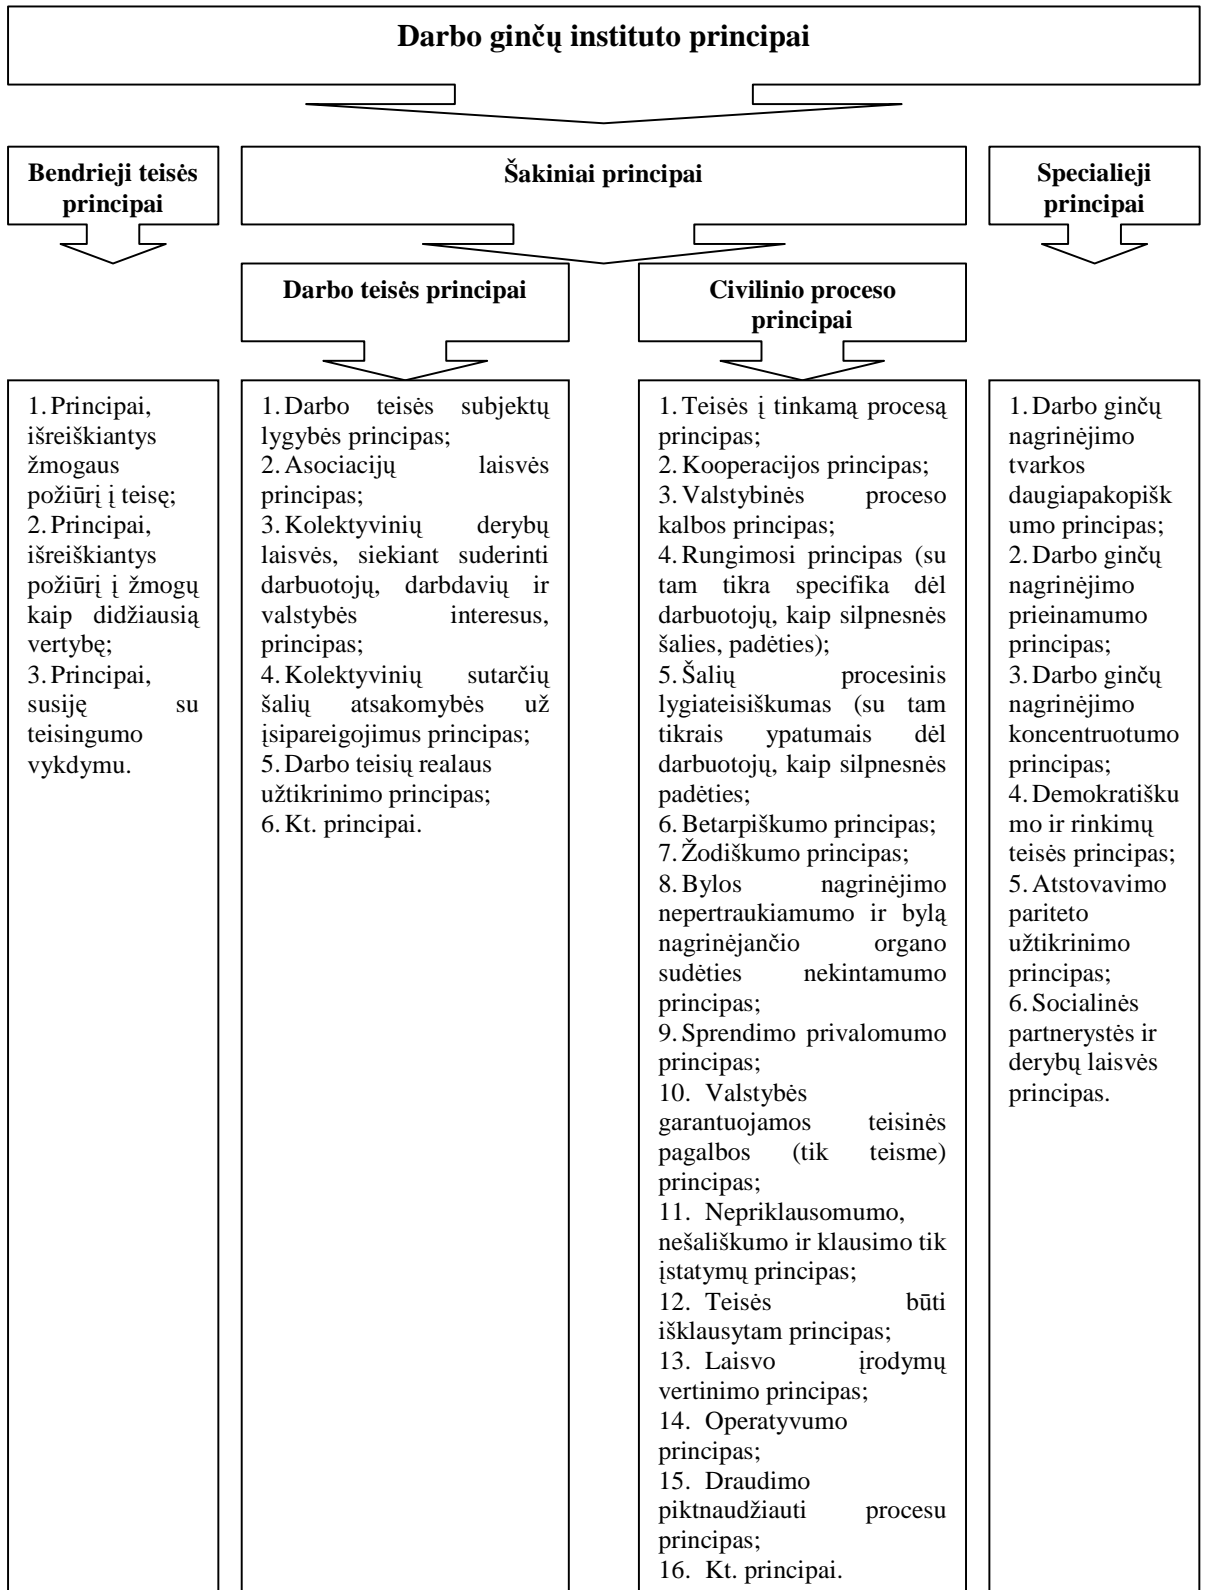 Darbo ginčų instituto principai
Bendrieji teisės
principai
Šakiniai principai
Specialieji
principai
Darbo teisės principai
Civilinio proceso
principai
1. Principai,
išreiškiantys
žmogaus
požiūrį į teisę;
2. Principai,
išreiškiantys
požiūrį į žmogų
kaip didžiausią
vertybę;
3. Principai,
susiję su
teisingumo
vykdymu.
1. Darbo teisės subjektų
lygybės principas;
2. Asociacijų laisvės
principas;
3. Kolektyvinių derybų
laisvės, siekiant suderinti
darbuotojų, darbdavių ir
valstybės interesus,
principas;
4. Kolektyvinių sutarčių
šalių atsakomybės už
įsipareigojimus principas;
5. Darbo teisių realaus
užtikrinimo principas;
6. Kt. principai.
1. Teisės į tinkamą procesą
principas;
2. Kooperacijos principas;
3. Valstybinės proceso
kalbos principas;
4. Rungimosi principas (su
tam tikra specifika dėl
darbuotojų, kaip silpnesnės
šalies, padėties);
5. Šalių procesinis
lygiateisiškumas (su tam
tikrais ypatumais dėl
darbuotojų, kaip silpnesnės
padėties;
6. Betarpiškumo principas;
7. Žodiškumo principas;
8. Bylos nagrinėjimo
nepertraukiamumo ir bylą
nagrinėjančio organo
sudėties nekintamumo
principas;
9. Sprendimo privalomumo
principas;
10. Valstybės
garantuojamos teisinės
pagalbos (tik teisme)
principas;
11. Nepriklausomumo,
nešališkumo ir klausimo tik
įstatymų principas;
12. Teisės būti
išklausytam principas;
13. Laisvo įrodymų
vertinimo principas;
14. Operatyvumo
principas;
15. Draudimo
piktnaudžiauti procesu
principas;
16. Kt. principai.
1. Darbo ginčų
nagrinėjimo
tvarkos
daugiapakopišk
umo principas;
2. Darbo ginčų
nagrinėjimo
prieinamumo
principas;
3. Darbo ginčų
nagrinėjimo
koncentruotumo
principas;
4. Demokratišku
mo ir rinkimų
teisės principas;
5. Atstovavimo
pariteto
užtikrinimo
principas;
6. Socialinės
partnerystės ir
derybų laisvės
principas.